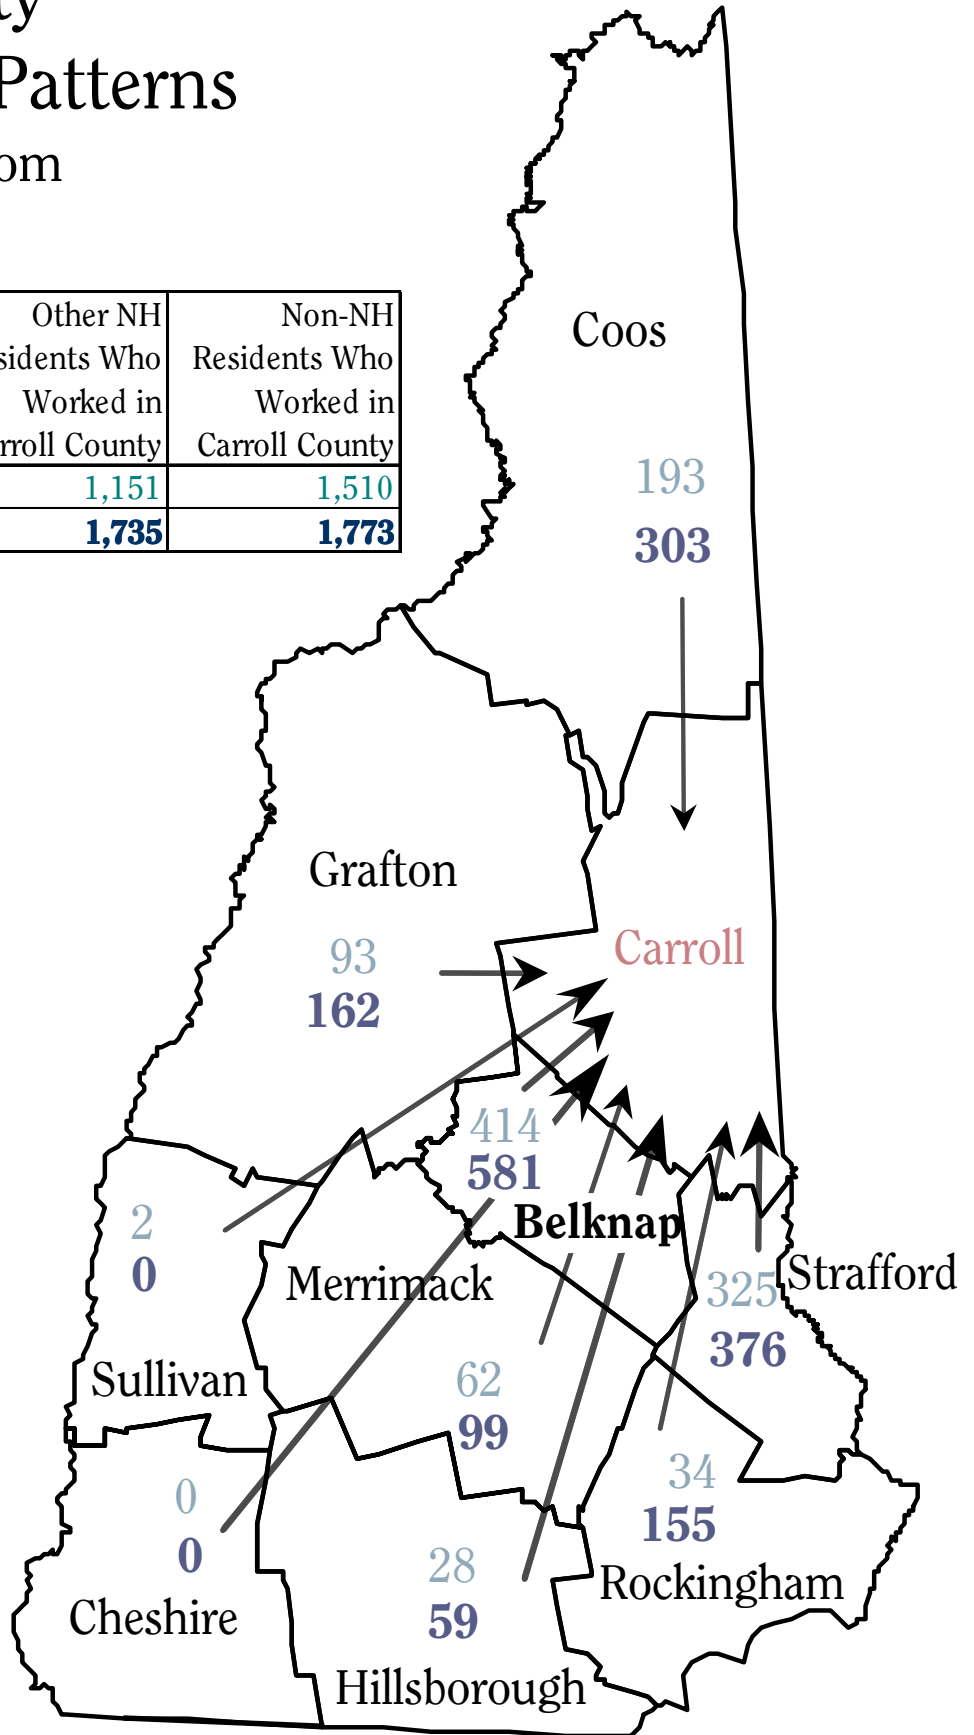 ty
Patterns
om
Other NH
Non-NH
sidents Who
Residents Who
Worked in
Worked in
rroll County
Carroll County
1,151
1,510
1,735
1,773
Coos
193
303
Grafton
93
162
Carroll
414
581
Belknap
2
0
Sullivan
Merrimack
62
99
325
376
Strafford
0
0
Cheshire
34
155
Rockingham
28
59
Hillsborough